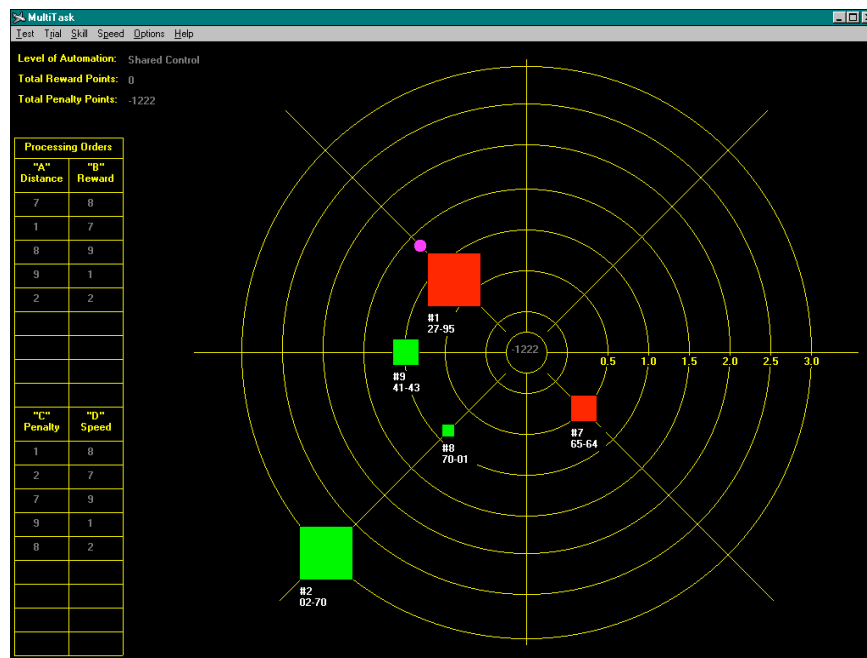 MultiTask
Test Trial Skill Speed Options Help
Level of Automation: Shared Control
Total Reward Points: 0
Total Penalty Points: -1222
Processing Orders
"A" "B"
Distance Reward
7 8
1 7
8 9
9 1
2 2
"C" "D"
Penalty Speed
1 8
2 7
7 9
9 1
8 2
#1
27-95
-1222
0.5 1.0 1.5 2.0 2.5 3.0
#9
41-43
#7
65-64
#8
70-01
#2
02-70